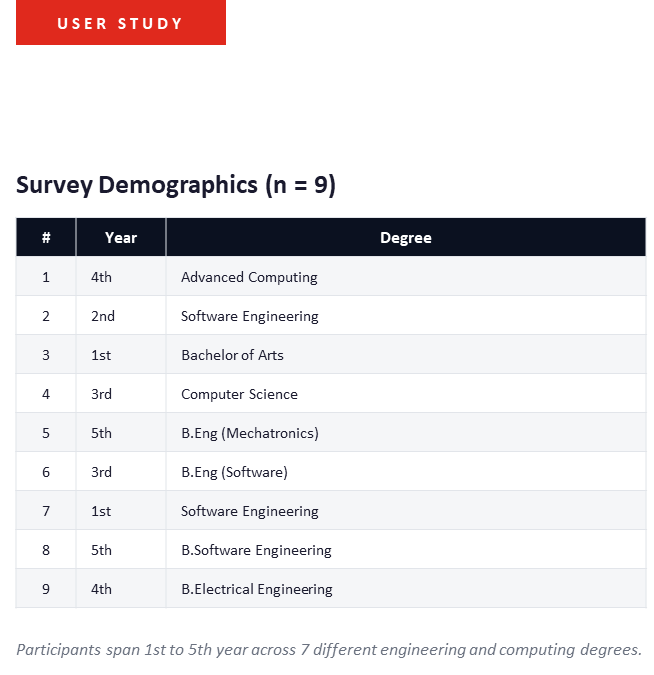 USER STUDY
Survey Demographics (n = 9)
# Year Degree
1 4th Advanced Computing
2 2nd Software Engineering
3 1st Bachelor of Arts
4 3rd Computer Science
5 5th B.Eng (Mechatronics)
6 3rd B.Eng (Software)
7 1st Software Engineering
8 5th B.Software Engineering
9 4th B.Electrical Engineering
Participants span 1st to 5th year across 7 different engineering and computing degrees.